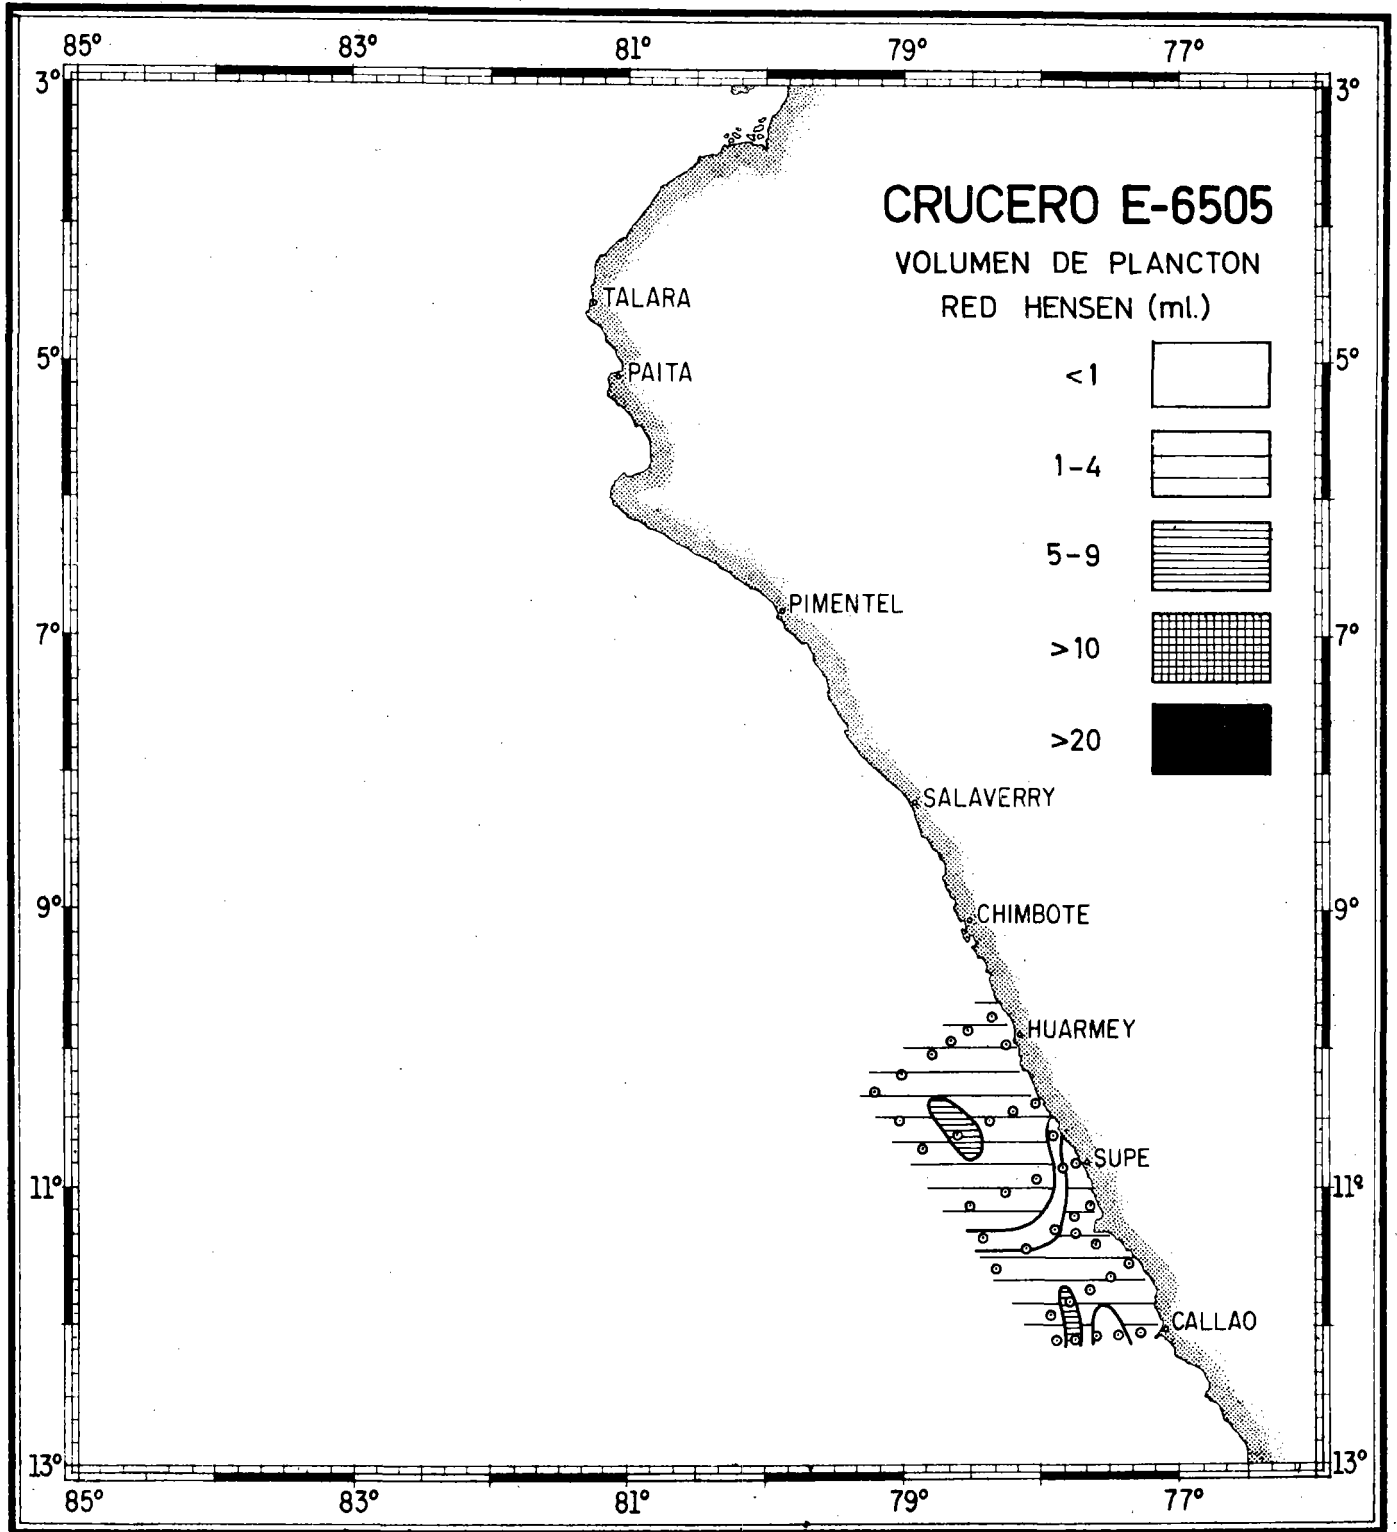 85° 83° 81° 79° 77°
3° 3°
CRUCERO E-6505
VOLUMEN DE PLANCTON
RED HENSEN (ml.)
TALARA
5° 5°
PAITA
<1
1-4
5-9
PIMENTEL
7° 7°
>10
>20
SALAVERRY
9° 9°
CHIMBOTE
HUARMEY
SUPE
11° 11°
CALLAO
13° 13°
85° 83° 81° 79° 77°